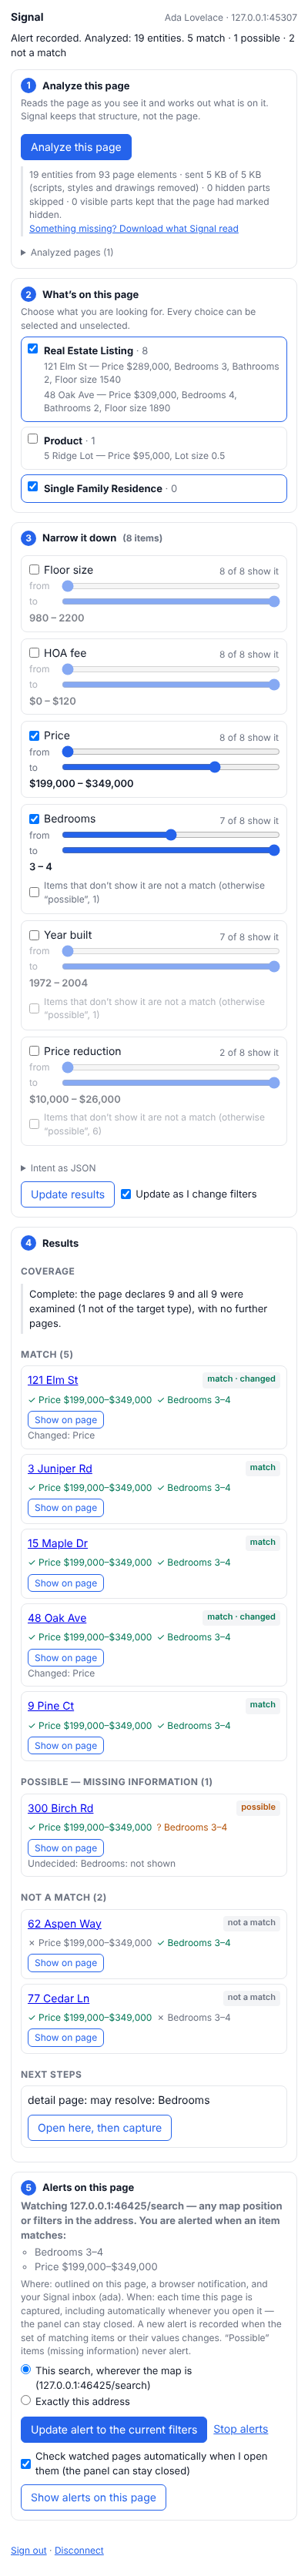 Signal
Ada Lovelace · 127.0.0.1:45307
Alert recorded. Analyzed: 19 entities. 5 match · 1 possible · 2
not a match
1 Analyze this page
Reads the page as you see it and works out what is on it.
Signal keeps that structure, not the page.
Analyze this page
19 entities from 93 page elements · sent 5 KB of 5 KB
(scripts, styles and drawings removed) · 0 hidden parts
skipped · 0 visible parts kept that the page had marked
hidden.
Something missing? Download what Signal read
Analyzed pages (1)
2 What's on this page
Choose what you are looking for. Every choice can be
selected and unselected.
Real Estate Listing · 8
121 Elm St — Price $289,000, Bedrooms 3, Bathrooms
2, Floor size 1540
48 Oak Ave — Price $309,000, Bedrooms 4,
Bathrooms 2, Floor size 1890
Product · 1
5 Ridge Lot — Price $95,000, Lot size 0.5
Single Family Residence · 0
3 Narrow it down (8 items)
Floor size 8 of 8 show it
from
to
980 – 2200
HOA fee 8 of 8 show it
from
to
$0 – $120
Price 8 of 8 show it
from
to
$199,000 – $349,000
Bedrooms 7 of 8 show it
from
to
3 – 4
Items that don't show it are not a match (otherwise
“possible”, 1)
Year built 7 of 8 show it
from
to
1972 – 2004
Items that don't show it are not a match (otherwise
“possible”, 1)
Price reduction 2 of 8 show it
from
to
$10,000 – $26,000
Items that don't show it are not a match (otherwise
“possible”, 6)
Intent as JSON
Update results Update as I change filters
4 Results
COVERAGE
Complete: the page declares 9 and all 9 were
examined (1 not of the target type), with no further
pages.
MATCH (5)
121 Elm St match · changed
✓ Price $199,000–$349,000 ✓ Bedrooms 3–4
Show on page
Changed: Price
3 Juniper Rd match
✓ Price $199,000–$349,000 ✓ Bedrooms 3–4
Show on page
15 Maple Dr match
✓ Price $199,000–$349,000 ✓ Bedrooms 3–4
Show on page
48 Oak Ave match · changed
✓ Price $199,000–$349,000 ✓ Bedrooms 3–4
Show on page
Changed: Price
9 Pine Ct match
✓ Price $199,000–$349,000 ✓ Bedrooms 3–4
Show on page
POSSIBLE — MISSING INFORMATION (1)
300 Birch Rd possible
✓ Price $199,000–$349,000 ? Bedrooms 3–4
Show on page
Undecided: Bedrooms: not shown
NOT A MATCH (2)
62 Aspen Way not a match
✕ Price $199,000–$349,000 ✓ Bedrooms 3–4
Show on page
77 Cedar Ln not a match
✓ Price $199,000–$349,000 ✕ Bedrooms 3–4
Show on page
NEXT STEPS
detail page: may resolve: Bedrooms
Open here, then capture
5 Alerts on this page
Watching 127.0.0.1:46425/search — any map position
or filters in the address. You are alerted when an item
matches:
Bedrooms 3–4
Price $199,000–$349,000
Where: outlined on this page, a browser notification, and
your Signal inbox (ada). When: each time this page is
captured, including automatically whenever you open it —
the panel can stay closed. A new alert is recorded when the
set of matching items or their values changes. “Possible”
items (missing information) never alert.
This search, wherever the map is
(127.0.0.1:46425/search)
Exactly this address
Update alert to the current filters Stop alerts
Check watched pages automatically when I open
them (the panel can stay closed)
Show alerts on this page
Sign out · Disconnect